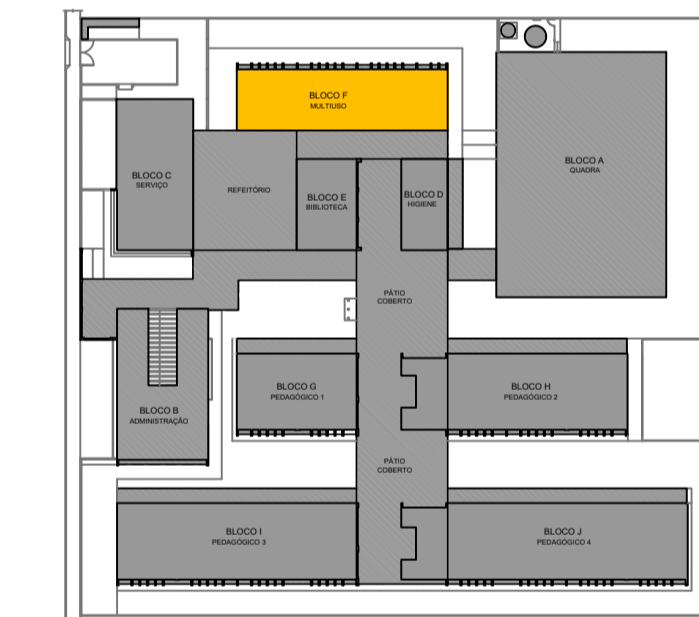 BLOCO F
MULTIUSO
BLOCO A
QUADRA
BLOCO C
SERVIÇO
REFEITÓRIO
BLOCO E
BIBLIOTECA
BLOCO D
HIGIENE
PÁTIO
COBERTO
BLOCO G
PEDAGÓGICO 1
BLOCO H
PEDAGÓGICO 2
BLOCO B
ADMINISTRAÇÃO
PÁTIO
COBERTO
BLOCO I
PEDAGÓGICO 3
BLOCO J
PEDAGÓGICO 4